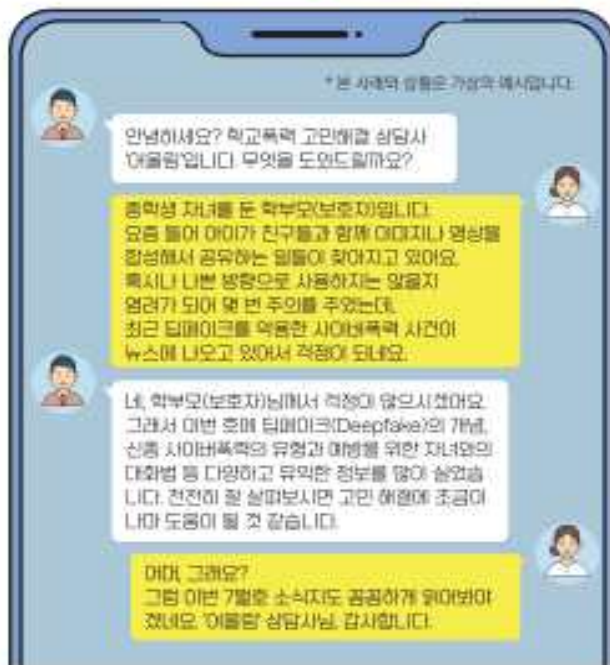 * 본 사례와 상황은 가상의 예시입니다.
안녕하세요? 학교폭력 고민해결 상담사
'어울림'입니다. 무엇을 도와드릴까요?
중학생 자녀를 둔 학부모(보호자)입니다.
요즘 들어 아이가 친구들과 함께 이미지나 영상을
합성해서 공유하는 일들이 잦아지고 있어요.
혹시나 나쁜 방향으로 사용하지는 않을지
염려가 되어 몇 번 주의를 주었는데,
최근 딥페이크를 악용한 사이버폭력 사건이
뉴스에 나오고 있어서 걱정이 되네요.
네, 학부모(보호자)님께서 걱정이 많으시겠어요.
그래서 이번 호에 딥페이크(Deepfake)의 개념,
신종 사이버폭력의 유형과 예방을 위한 자녀와의
대화법 등 다양하고 유익한 정보를 많이 실었습
니다. 천천히 잘 살펴보시면 고민 해결에 조금이
나마 도움이 될 것 같습니다.
어머, 그래요?
그럼 이번 7월호 소식지도 꼼꼼하게 읽어봐야
겠네요. '어울림' 상담사님, 감사합니다.